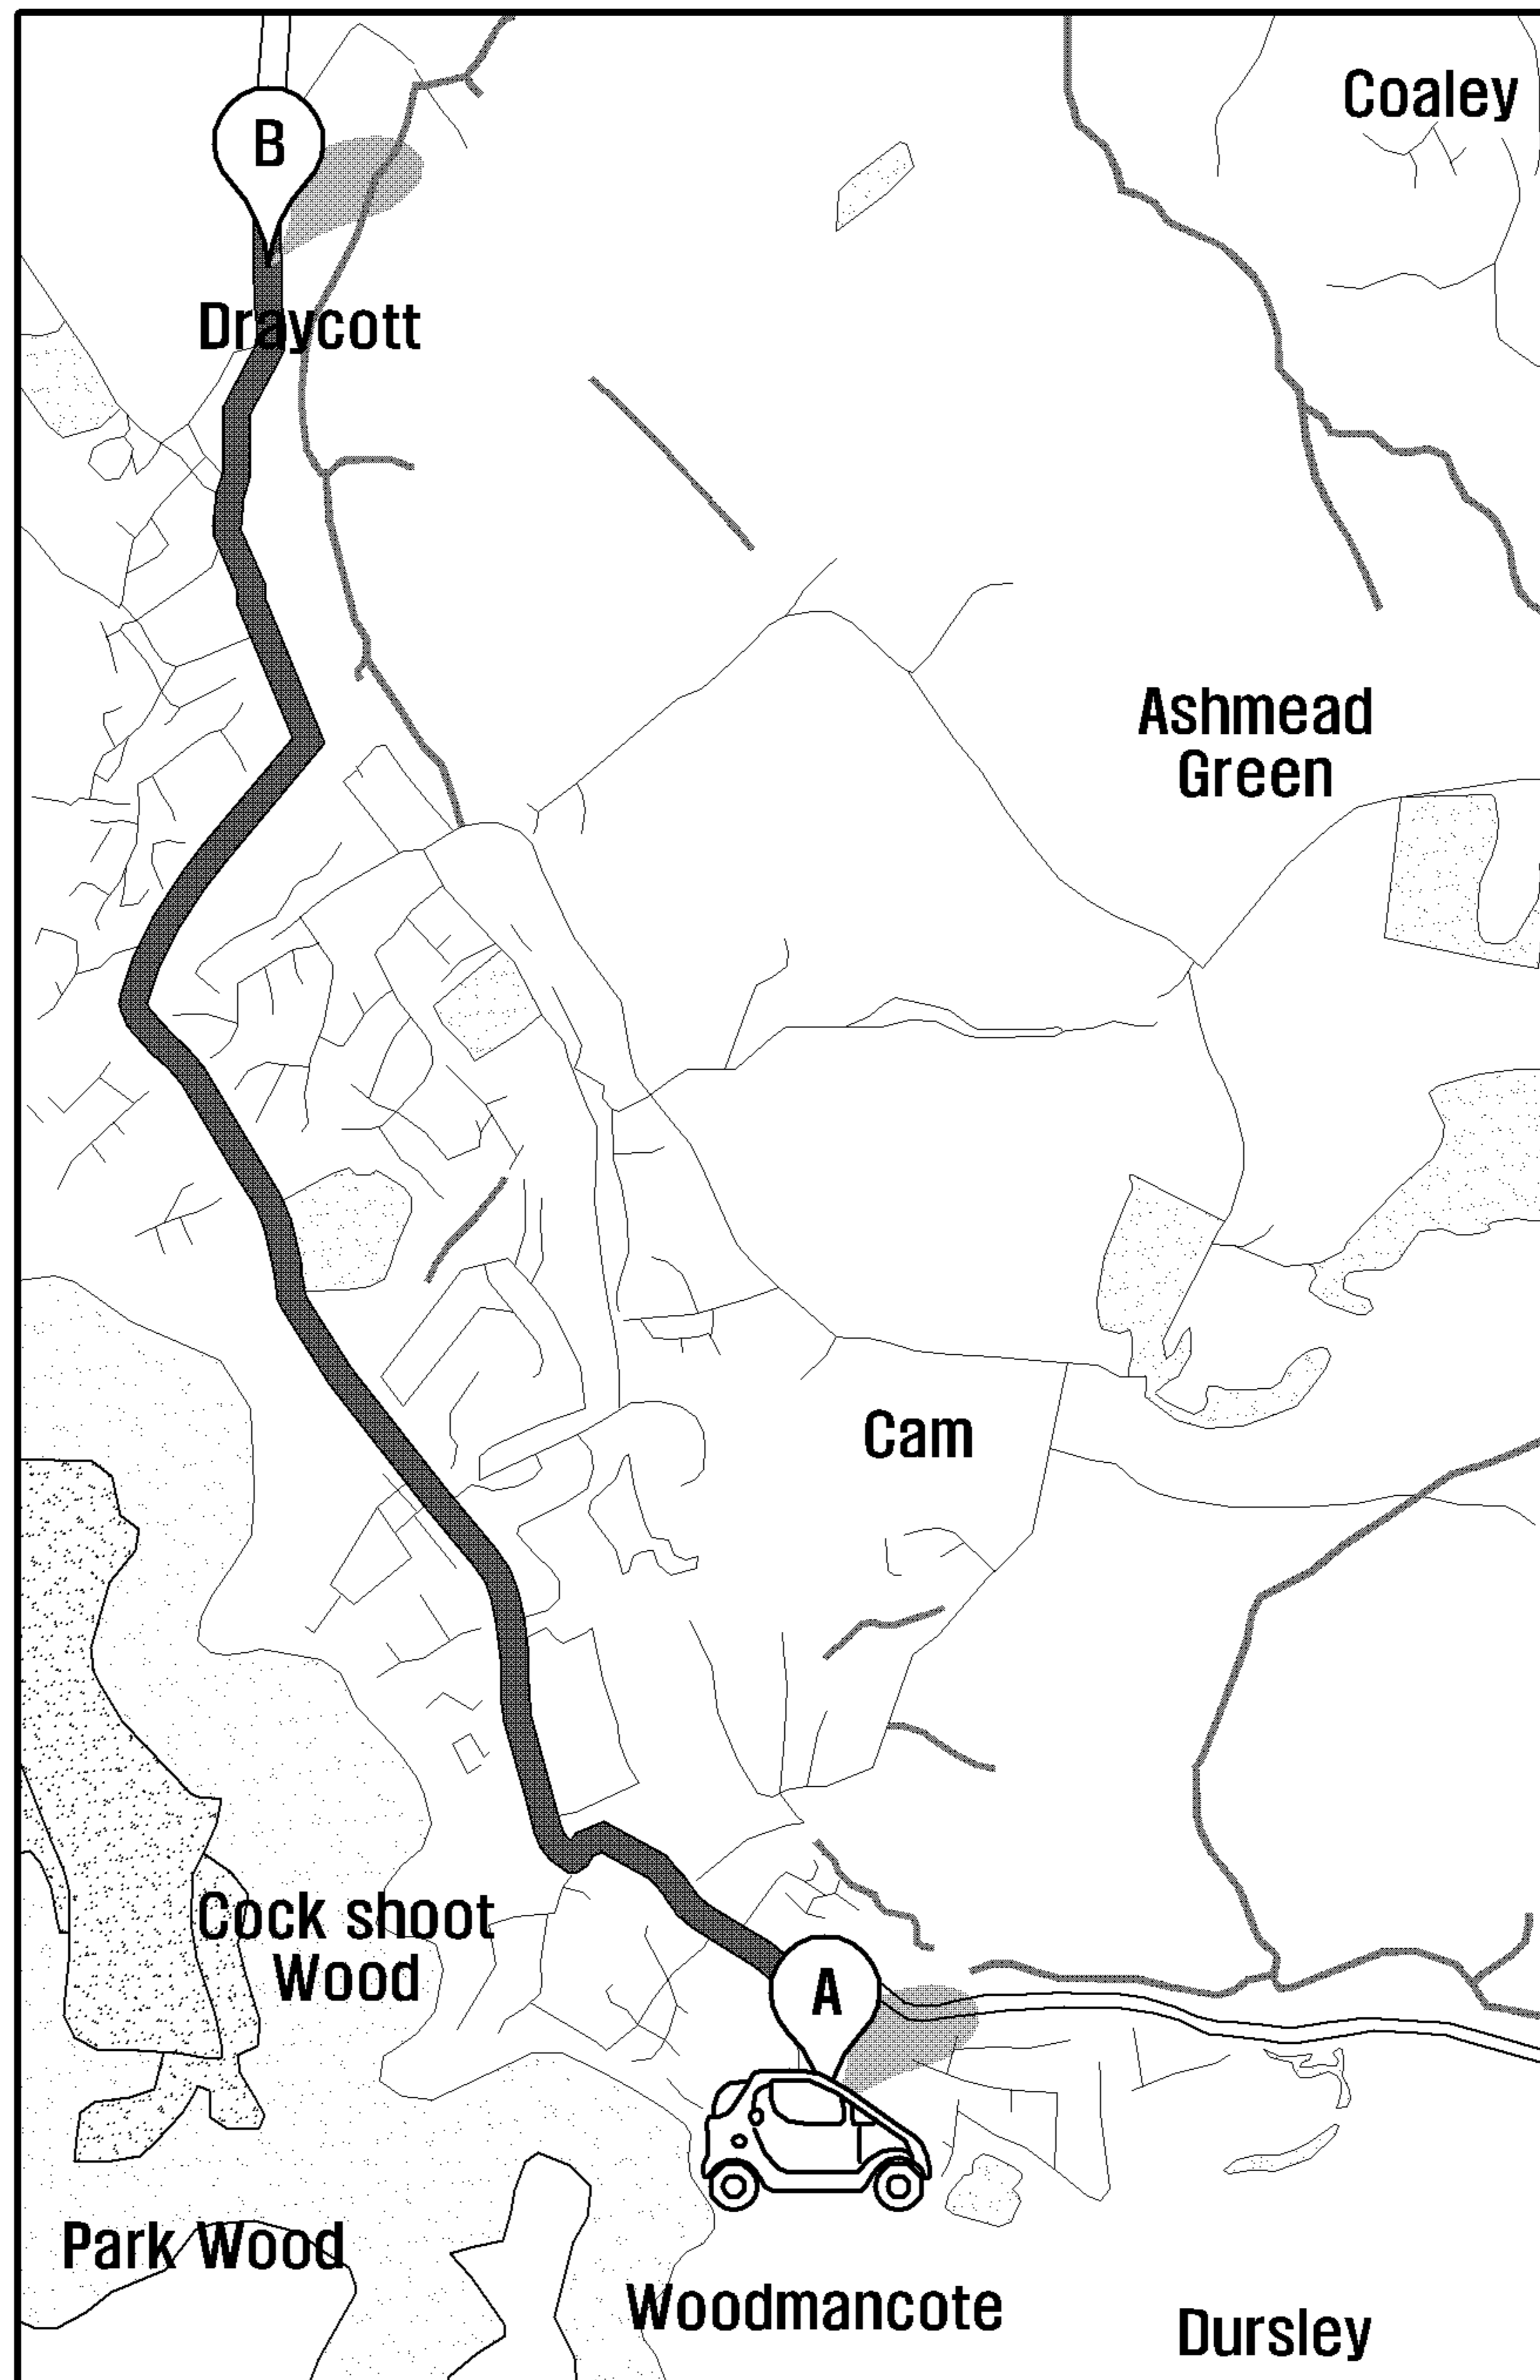 Coaley
B
Draycott
Ashmead
Green
Cam
Cock shoot
Wood
A
Park Wood
Woodmancote
Dursley